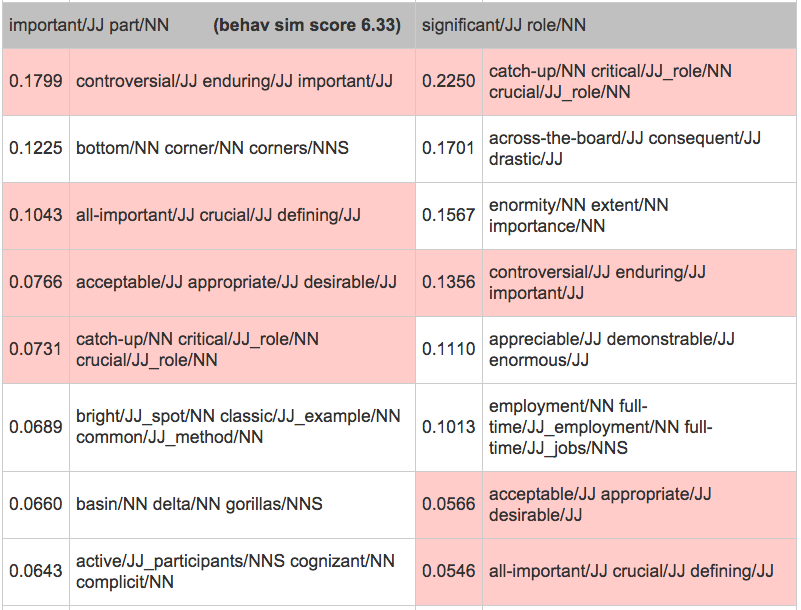 important/JJ part/NN (behav sim score 6.33) significant/JJ role/NN
0.1799 controversial/JJ enduring/JJ important/JJ 0.2250 catch-up/NN critical/JJ_role/NN
crucial/JJ_role/NN
0.1225 bottom/NN corner/NN corners/NNS 0.1701 across-the-board/JJ consequent/JJ
drastic/JJ
0.1043 all-important/JJ crucial/JJ defining/JJ 0.1567 enormity/NN extent/NN
importance/NN
0.0766 acceptable/JJ appropriate/JJ desirable/JJ 0.1356 controversial/JJ enduring/JJ
important/JJ
0.0731 catch-up/NN critical/JJ_role/NN
crucial/JJ_role/NN 0.1110 appreciable/JJ demonstrable/JJ
enormous/JJ
0.0689 bright/JJ_spot/NN classic/JJ_example/NN
common/JJ_method/NN 0.1013 employment/NN full-
time/JJ_employment/NN full-
time/JJ_jobs/NNS
0.0660 basin/NN delta/NN gorillas/NNS 0.0566 acceptable/JJ appropriate/JJ
desirable/JJ
0.0643 active/JJ_participants/NNS cognizant/NN
complicit/NN 0.0546 all-important/JJ crucial/JJ defining/JJ